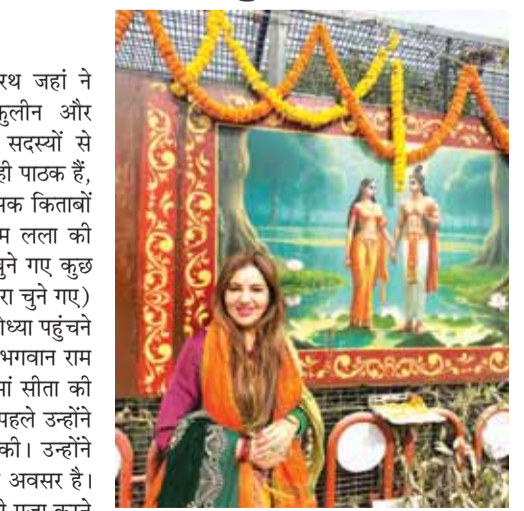 रथ जहां ने
कुलीन और
सदस्यों से
ही पाठक हैं,
मक किताबों
म लला की
चुने गए कुछ
रा चुने गए)
ोध्या पहुंचने
भगवान राम
मां सीता की
पहले उन्होंने
की। उन्होंने
अवसर है।